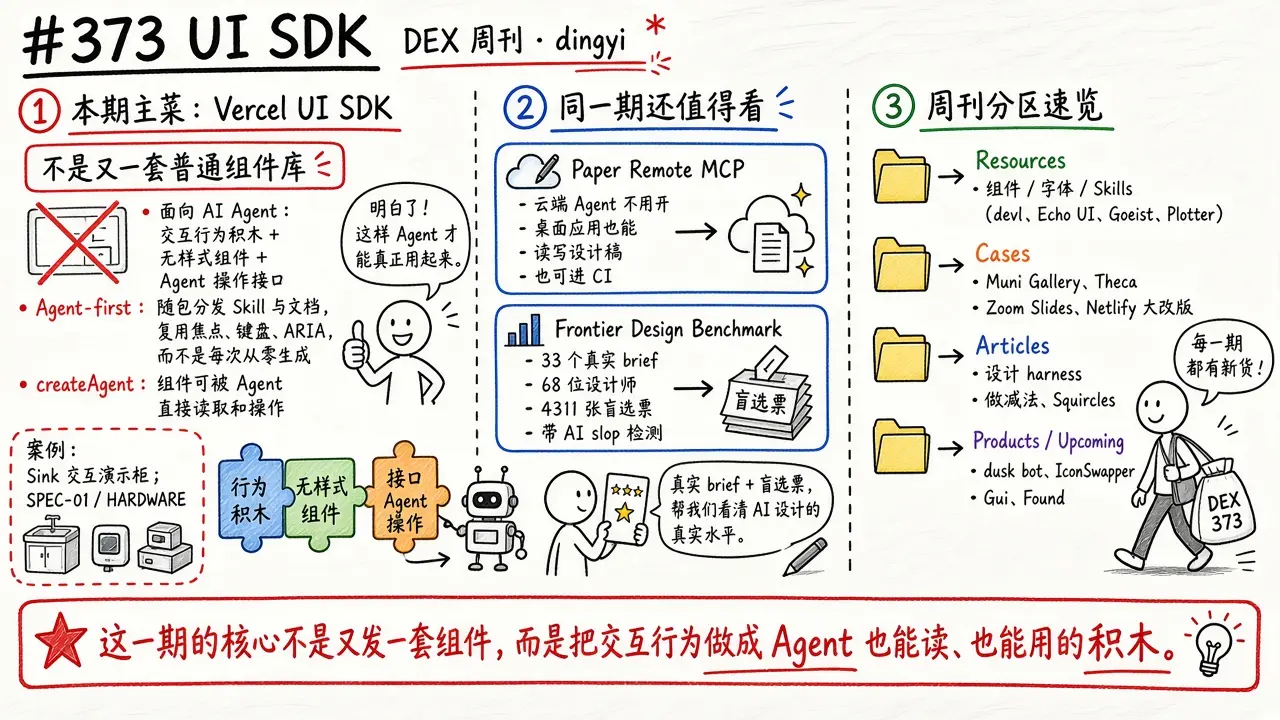 #373 UI SDK
DEX 周刊 · dingyi
① 本期主菜：Vercel UI SDK
不是又一套普通组件库
• 面向 AI Agent：
交互行为积木 +
无样式组件 +
Agent 操作接口
明白了！
这样 Agent 才
能真正用起来。
• Agent-first：随包分发 Skill 与文档，
复用焦点、键盘、ARIA，
而不是每次从零生成
• createAgent：组件可被 Agent
直接读取和操作
案例：
Sink 交互演示柜；
SPEC-01 / HARDWARE
行为
积木
无样式
组件
接口
Agent
操作
② 同一期还值得看
Paper Remote MCP
- 云端 Agent 不用开
- 桌面应用也能
- 读写设计稿
- 也可进 CI
Frontier Design Benchmark
- 33 个真实 brief
- 68 位设计师
- 4311 张盲选票
- 带 AI slop 检测
盲选票
真实 brief + 盲选票，
帮我们看清 AI 设计的
真实水平。
③ 周刊分区速览
Resources
• 组件 / 字体 / Skills
（devl、Echo UI、Goeist、Plotter）
Cases
• Muni Gallery、Theca
• Zoom Slides、Netlify 大改版
Articles
• 设计 harness
• 做减法、Squircles
Products / Upcoming
• dusk bot、IconSwapper
• Gui、Found
每一期
都有新货！
DEX
373
这一期的核心不是又发一套组件，而是把交互行为做成 Agent 也能读、也能用的积木。